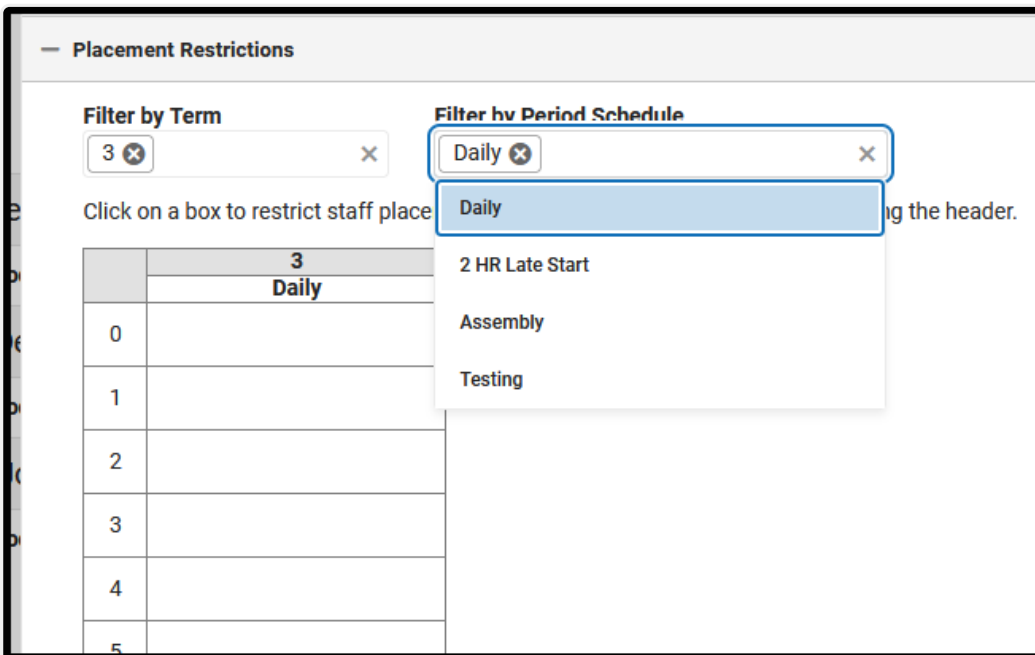 Placement Restrictions
Filter by Term
Filter by Period Schedule
3
Daily
Daily
2 HR Late Start
Assembly
Testing
Click on a box to restrict staff place
the header.
3
Daily
0
1
2
3
4
5